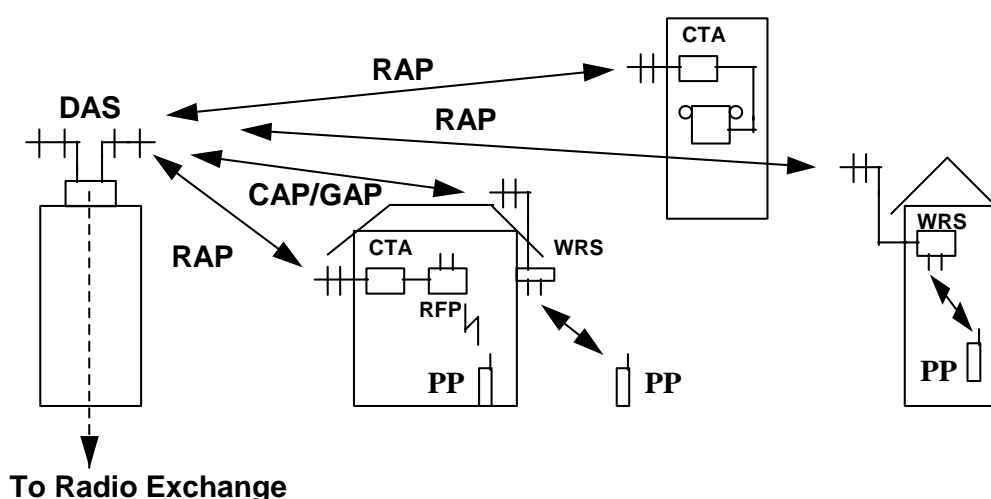 CTA
RAP
DAS
RAP
CAP/GAP
WRS
CTA
WRS
RAP
RFP
PP
PP
PP
To Radio Exchange